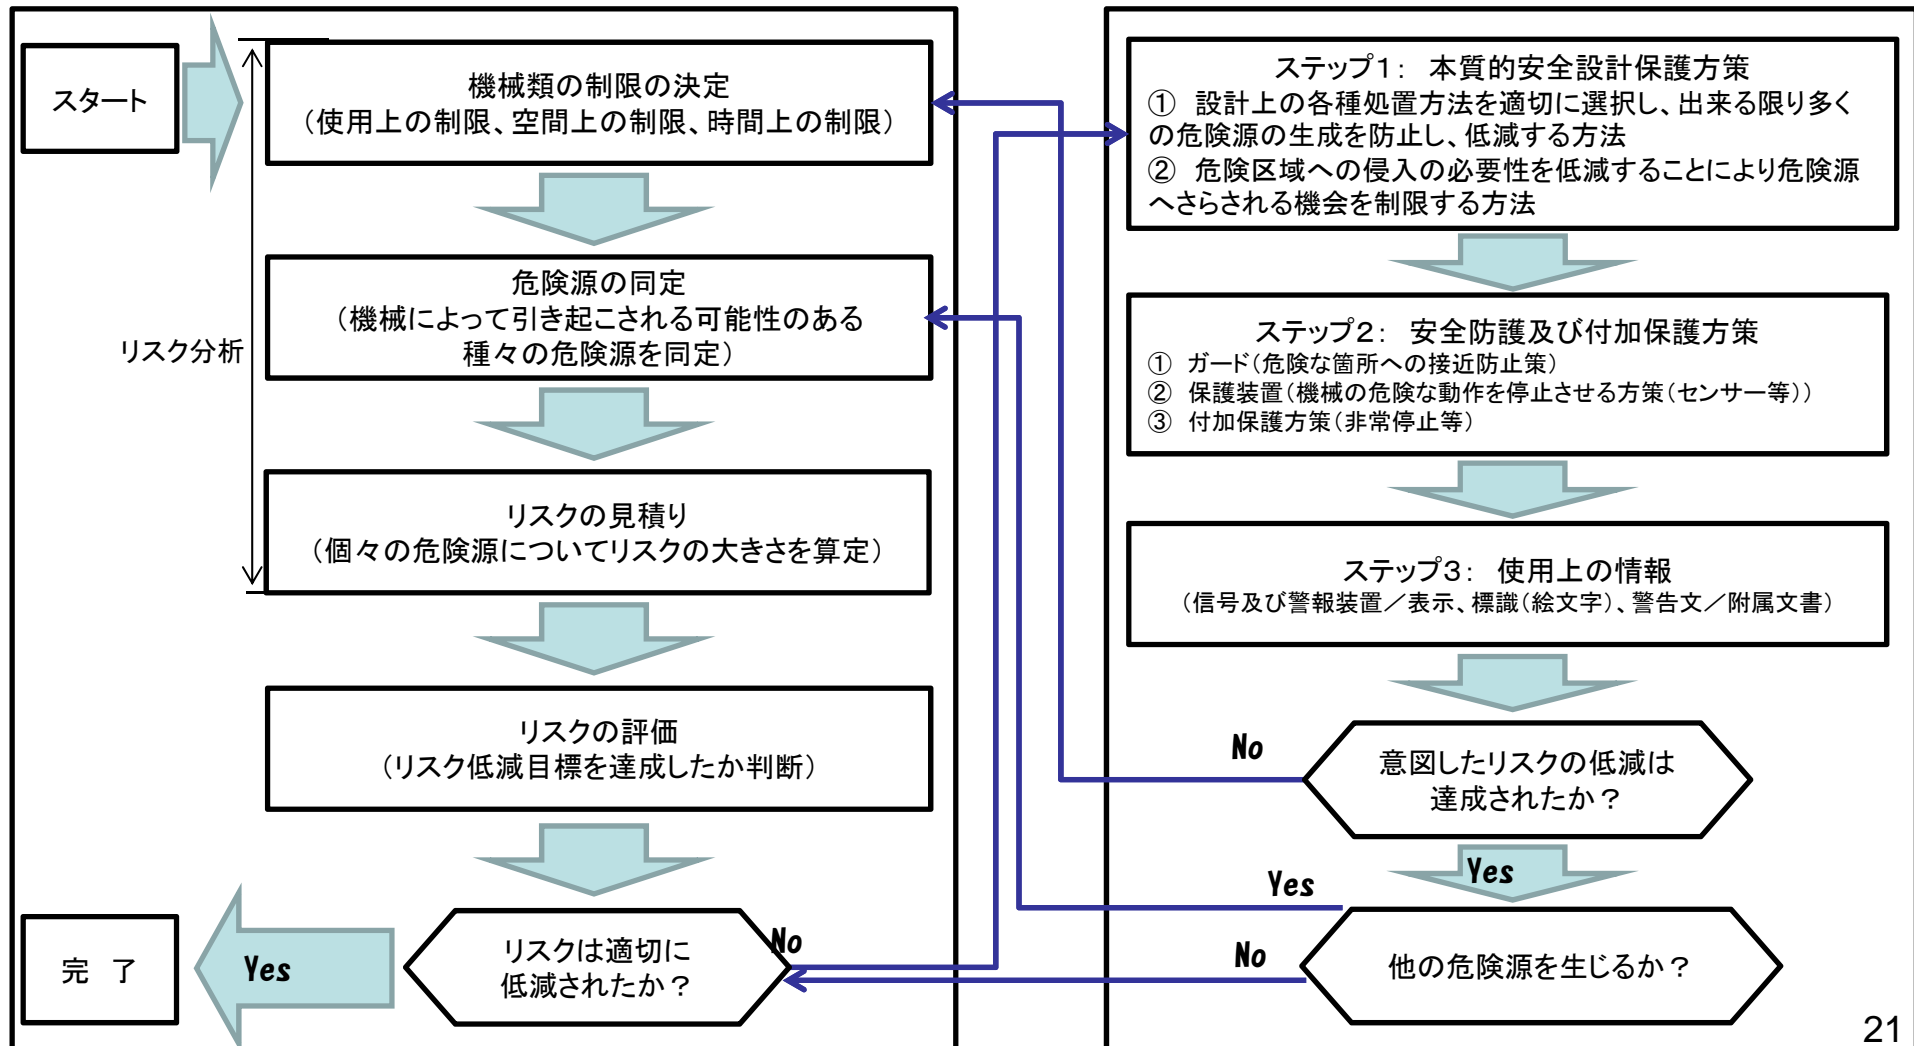 スタート
機械類の制限の決定
（使用上の制限、空間上の制限、時間上の制限）
リスク分析
危険源の同定
（機械によって引き起こされる可能性のある
種々の危険源を同定）
リスクの見積り
（個々の危険源についてリスクの大きさを算定）
リスクの評価
（リスク低減目標を達成したか判断）
リスクは適切に
低減されたか？
No
Yes
完　了
ステップ１：　本質的安全設計保護方策
①　設計上の各種処置方法を適切に選択し、出来る限り多く
の危険源の生成を防止し、低減する方法
②　危険区域への侵入の必要性を低減することにより危険源
へさらされる機会を制限する方法
ステップ２：　安全防護及び付加保護方策
①　ガード（危険な箇所への接近防止策）
②　保護装置（機械の危険な動作を停止させる方策（センサー等））
③　付加保護方策（非常停止等）
ステップ３：　使用上の情報
（信号及び警報装置／表示、標識（絵文字）、警告文／附属文書）
意図したリスクの低減は
達成されたか？
No
Yes
他の危険源を生じるか？
Yes
No
21